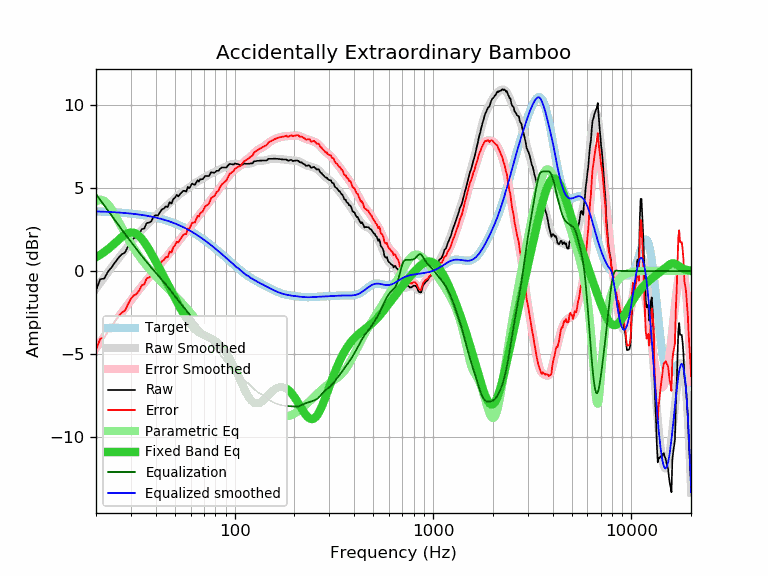 Accidentally Extraordinary Bamboo
10
5
0
−5
−10
Amplitude (dBr)
Target
Raw Smoothed
Error Smoothed
Raw
Error
Parametric Eq
Fixed Band Eq
Equalization
Equalized smoothed
100
1000
10000
Frequency (Hz)